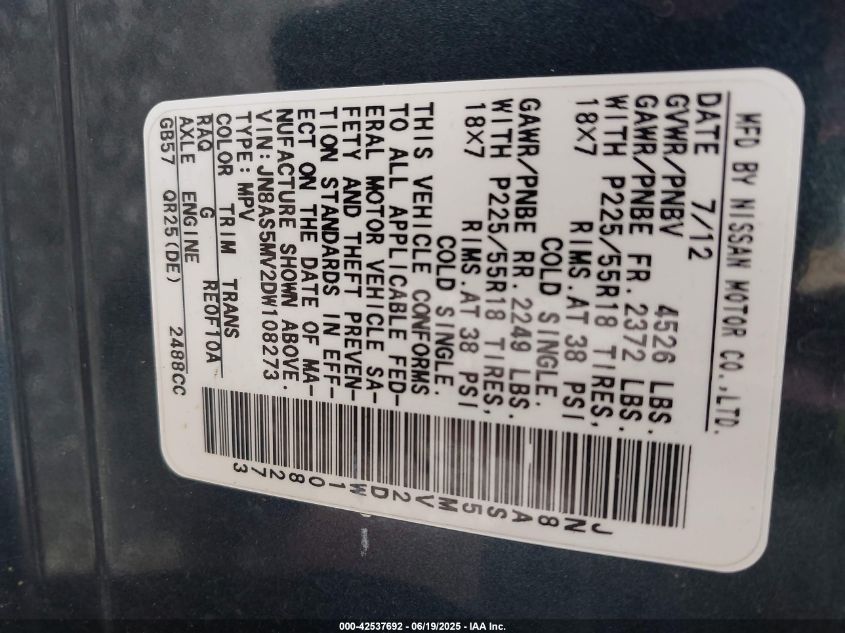 MFD BY NISSAN MOTOR CO.,LTD.
DATE 7/12
GVWR/PNBV 4526 LBS.
GAWR/PNBE FR. 2372 LBS.
WITH P225/55R18 TIRES,
18X7 RIMS.AT 38 PSI
COLD SINGLE.
GAWR/PNBE RR. 2249 LBS.
WITH P225/55R18 TIRES,
18X7 RIMS.AT 38 PSI
COLD SINGLE.
THIS VEHICLE CONFORMS
TO ALL APPLICABLE FED-
ERAL MOTOR VEHICLE SA-
FETY AND THEFT PREVEN-
TION STANDARDS IN EFF-
ECT ON THE DATE OF MA-
NUFACTURE SHOWN ABOVE.
VIN:JN8AS5MV2DW108273
TYPE:MPV
COLOR TRIM TRANS
RAQ G RE0F10A
AXLE ENGINE
GB57 QR25(DE) 2488CC
JN8AS5MV2DW108273
000-42537692 / 06/19/2025 - IAA Inc.